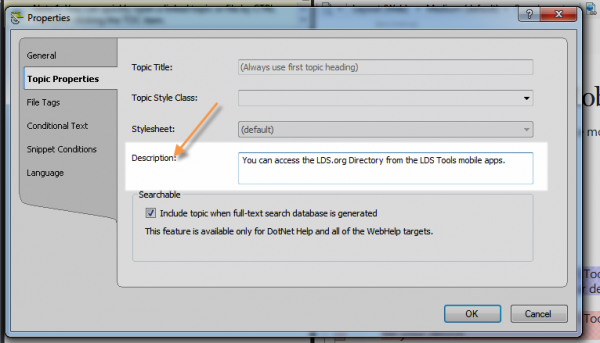 Properties
General
Topic Properties
File Tags
Conditional Text
Snippet Conditions
Language
Topic Title: (Always use first topic heading)
Topic Style Class:
Stylesheet: (default)
Description: You can access the LDS.org Directory from the LDS Tools mobile apps.
Searchable
Include topic when full-text search database is generated
This feature is available only for DotNet Help and all of the WebHelp targets.
OK Cancel